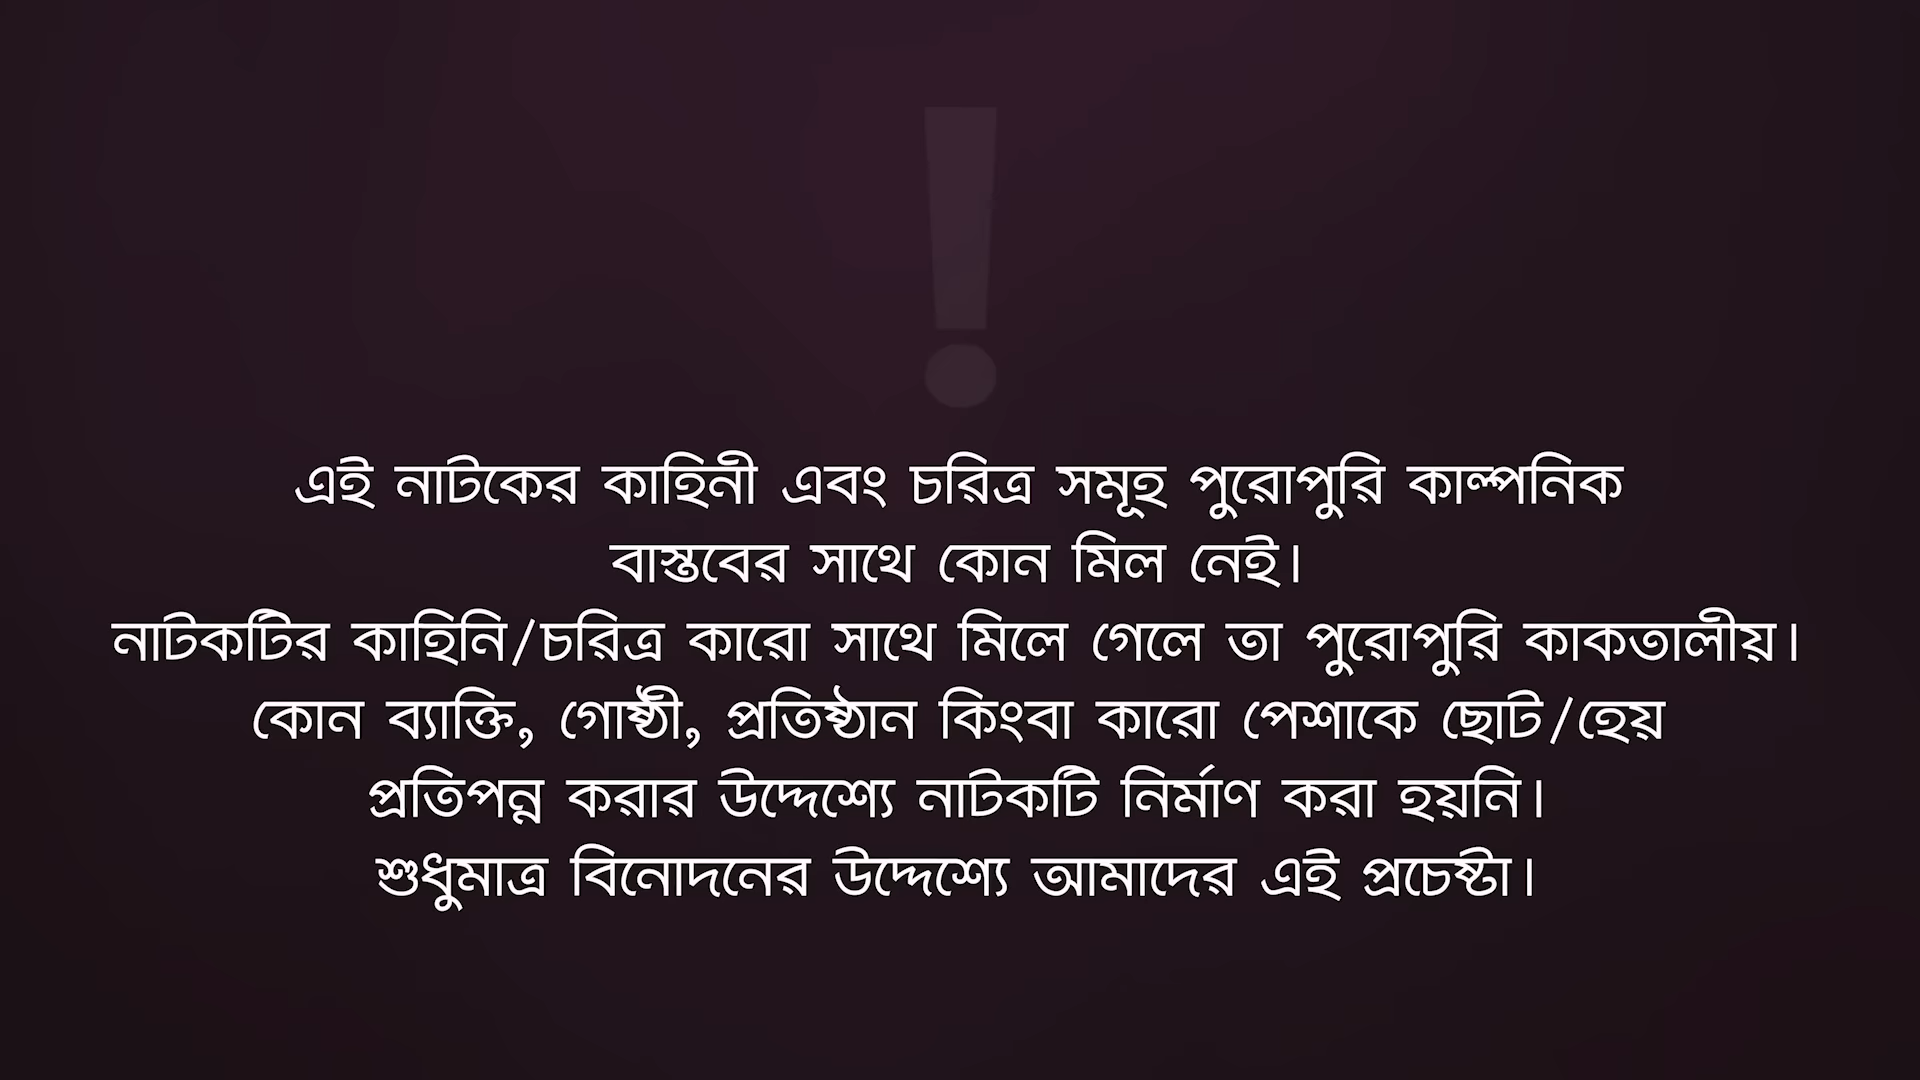 এই নাটকের কাহিনী এবং চরিত্র সমূহ পুরোপুরি কাল্পনিক
বাস্তবের সাথে কোন মিল নেই।
নাটকটির কাহিনি/চরিত্র কারো সাথে মিলে গেলে তা পুরোপুরি কাকতালীয়।
কোন ব্যাক্তি, গোষ্ঠী, প্রতিষ্ঠান কিংবা কারো পেশাকে ছোট/হেয়
প্রতিপন্ন করার উদ্দেশ্যে নাটকটি নির্মাণ করা হয়নি।
শুধুমাত্র বিনোদনের উদ্দেশ্যে আমাদের এই প্রচেষ্টা।